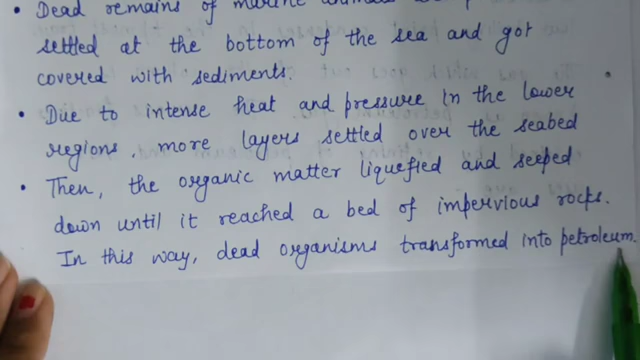 • Dead remains of marine
settled at the bottom of the sea and got
covered with sediments.
• Due to intense heat and pressure in the lower
regions, more layers settled over the seabed
• Then, the organic matter liquefied and seeped
down until it reached a bed of impervious rocks.
In this way, dead organisms transformed into petroleum.